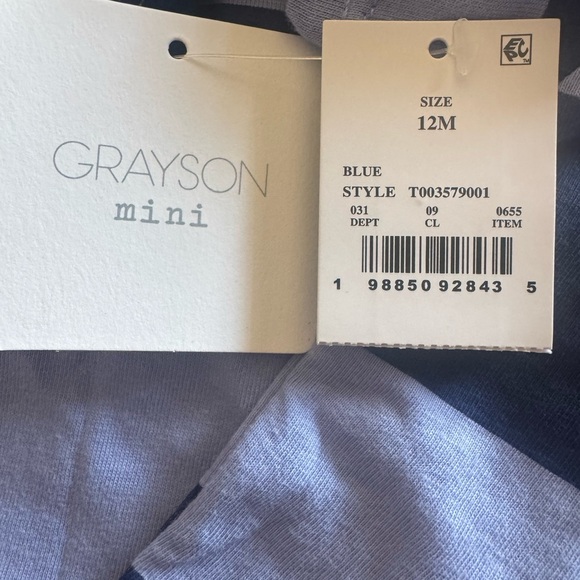 GRAYSON
mini
SIZE
12M
BLUE
STYLE T003579001
031 09 0655
DEPT CL ITEM
1 98850 92843 5